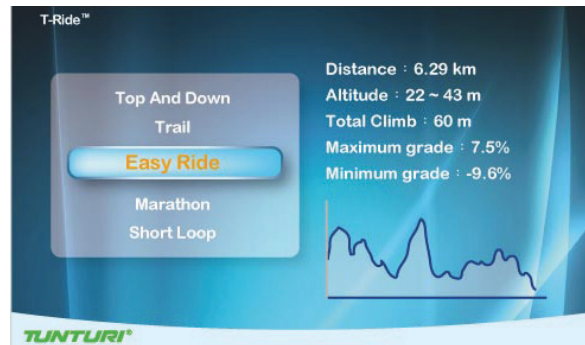 T-Ride™
Top And Down
Trail
Easy Ride
Marathon
Short Loop
Distance : 6.29 km
Altitude : 22 ~ 43 m
Total Climb : 60 m
Maximum grade : 7.5%
Minimum grade : -9.6%
TUNTURI®